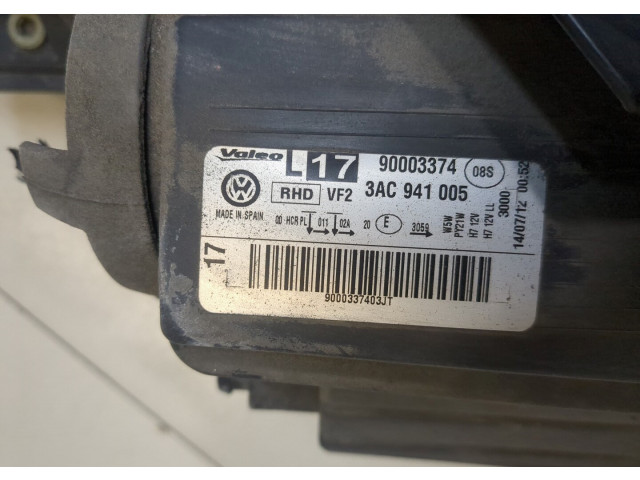 Valeo L 17 90003374 08S
RHD VF2 3AC 941 005
MADE IN SPAIN 00 HCR PL 011 02A 20 E 3059
W5W
PY21W
H7 12V
H7 12V LL
3000
14/07/12 00:52
17
9000337403JT